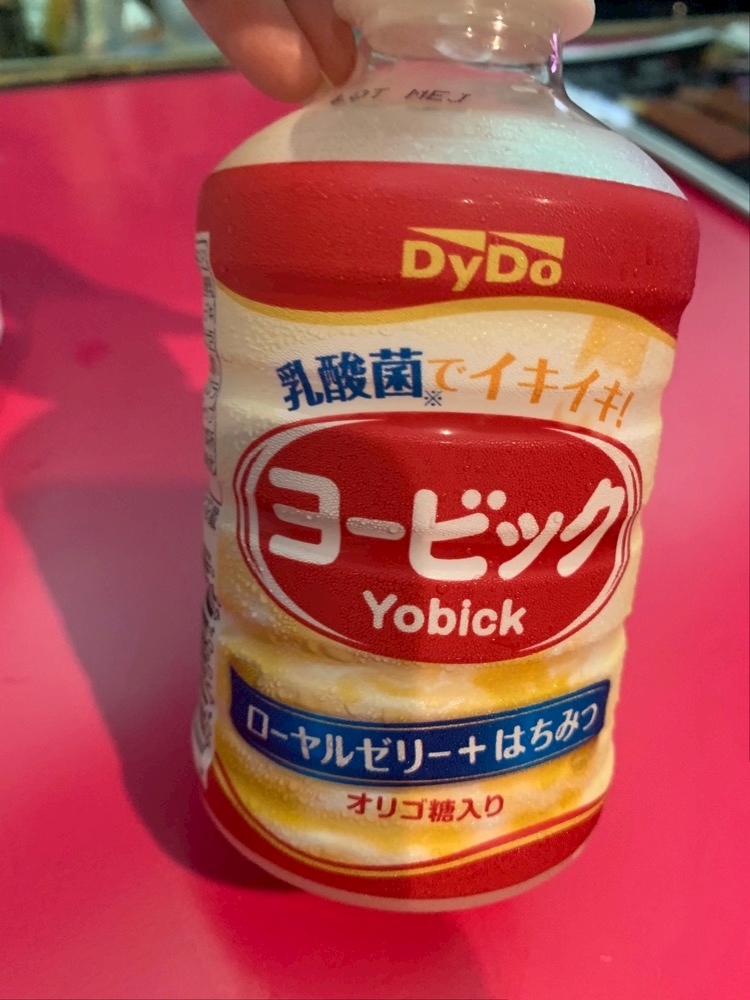 DyDo
乳酸菌※でイキイキ!
ヨービック
Yobick
ローヤルゼリー+はちみつ
オリゴ糖入り